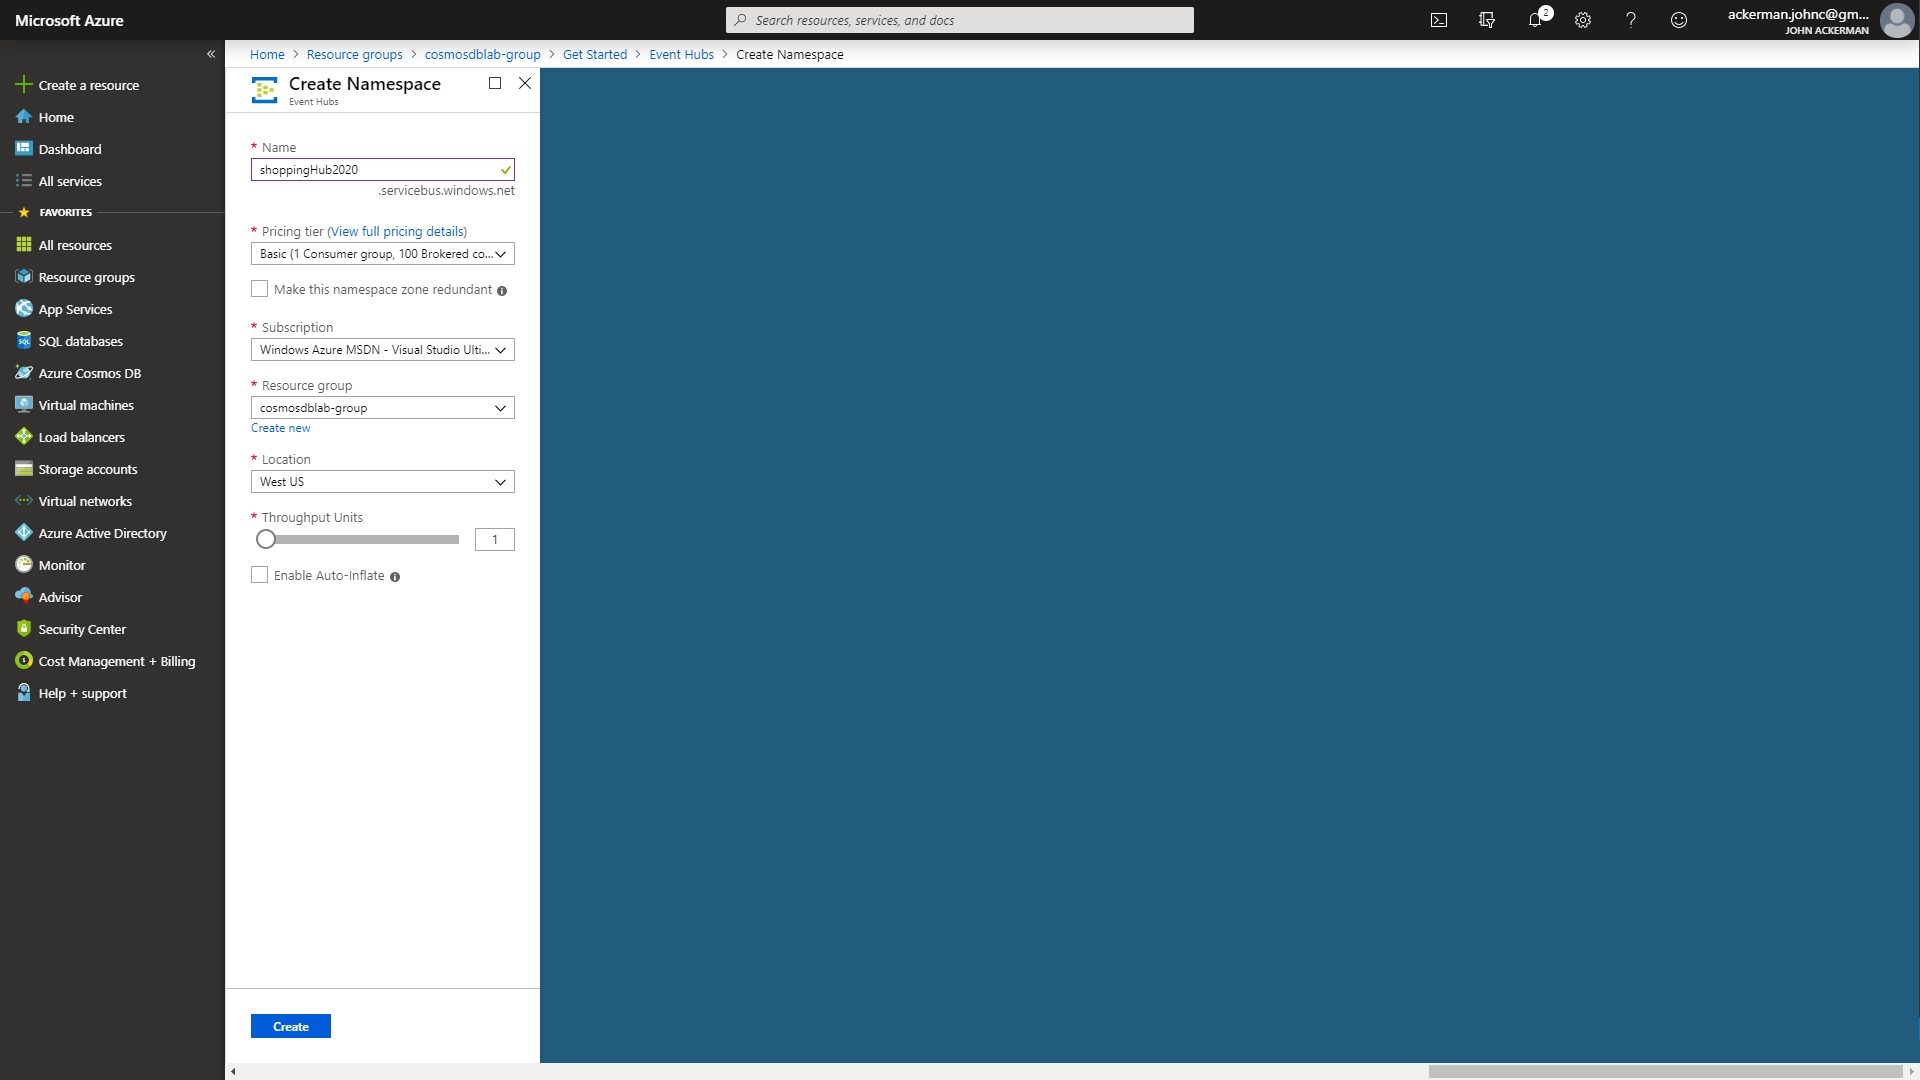 Microsoft Azure
Search resources, services, and docs
2
ackerman.johnc@gm...
JOHN ACKERMAN
«
Create a resource
Home
Dashboard
All services
FAVORITES
All resources
Resource groups
App Services
SQL databases
Azure Cosmos DB
Virtual machines
Load balancers
Storage accounts
Virtual networks
Azure Active Directory
Monitor
Advisor
Security Center
Cost Management + Billing
Help + support
Home > Resource groups > cosmosdblab-group > Get Started > Event Hubs > Create Namespace
Create Namespace
Event Hubs
* Name
shoppingHub2020
.servicebus.windows.net
* Pricing tier (View full pricing details)
Basic (1 Consumer group, 100 Brokered co...
Make this namespace zone redundant
* Subscription
Windows Azure MSDN - Visual Studio Ulti...
* Resource group
cosmosdblab-group
Create new
* Location
West US
* Throughput Units
1
Enable Auto-Inflate
Create